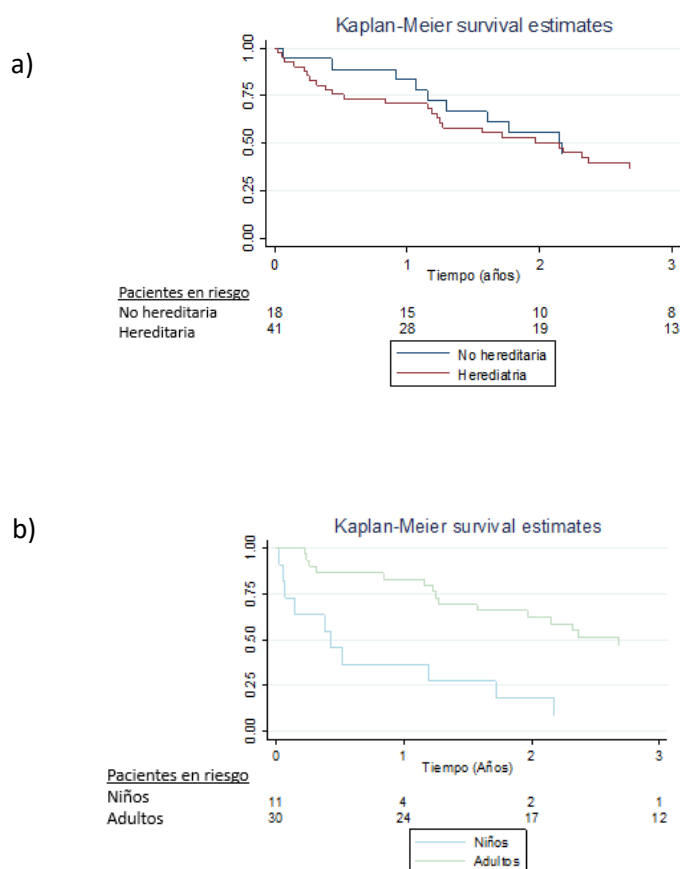 a)
Kaplan-Meier survival estimates
1.00
0.75
0.50
0.25
0.00
0 1 2 3
Tiempo (años)
Pacientes en riesgo
No hereditaria 18 15 10 8
Hereditaria 41 28 19 13
No hereditaria
Herediatria
b)
Kaplan-Meier survival estimates
1.00
0.75
0.50
0.25
0.00
0 1 2 3
Tiempo (Años)
Pacientes en riesgo
Niños 11 4 2 1
Adultos 30 24 17 12
Niños
Adultos